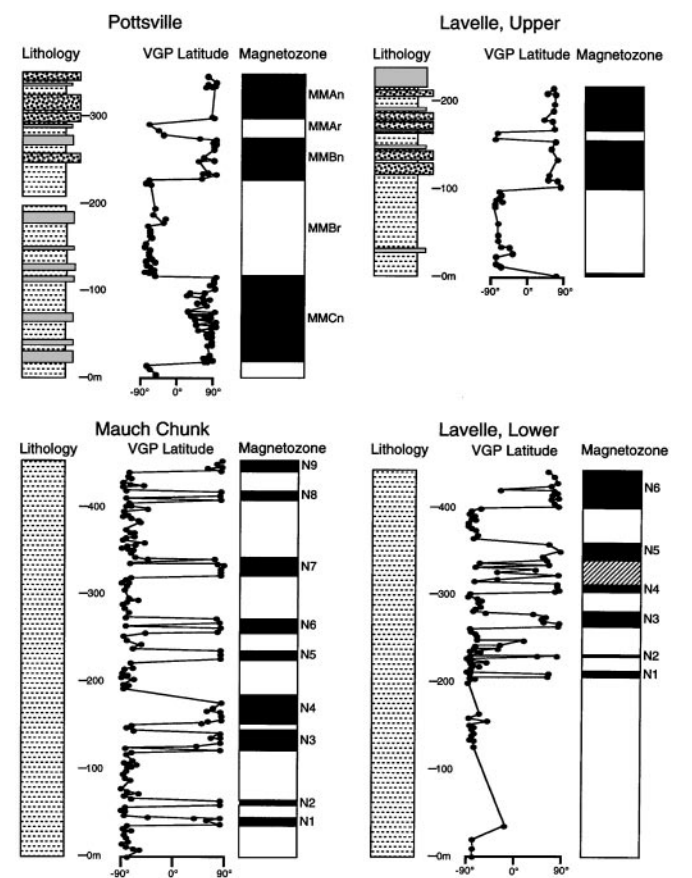 Pottsville
Lithology VGP Latitude Magnetozone
MMAn
—300
MMAr
MMBn
—200
MMBr
—100
MMCn
—0m
-90° 0° 90°
Lavelle, Upper
Lithology VGP Latitude Magnetozone
—200
—100
—0m
-90° 0° 90°
Mauch Chunk
Lithology VGP Latitude Magnetozone
N9
N8
—400
N7
—300
N6
N5
—200
N4
N3
—100
N2
N1
—0m
-90° 0° 90°
Lavelle, Lower
Lithology VGP Latitude Magnetozone
N6
—400
N5
N4
—300
N3
N2
N1
—200
—100
—0m
-90° 0° 90°